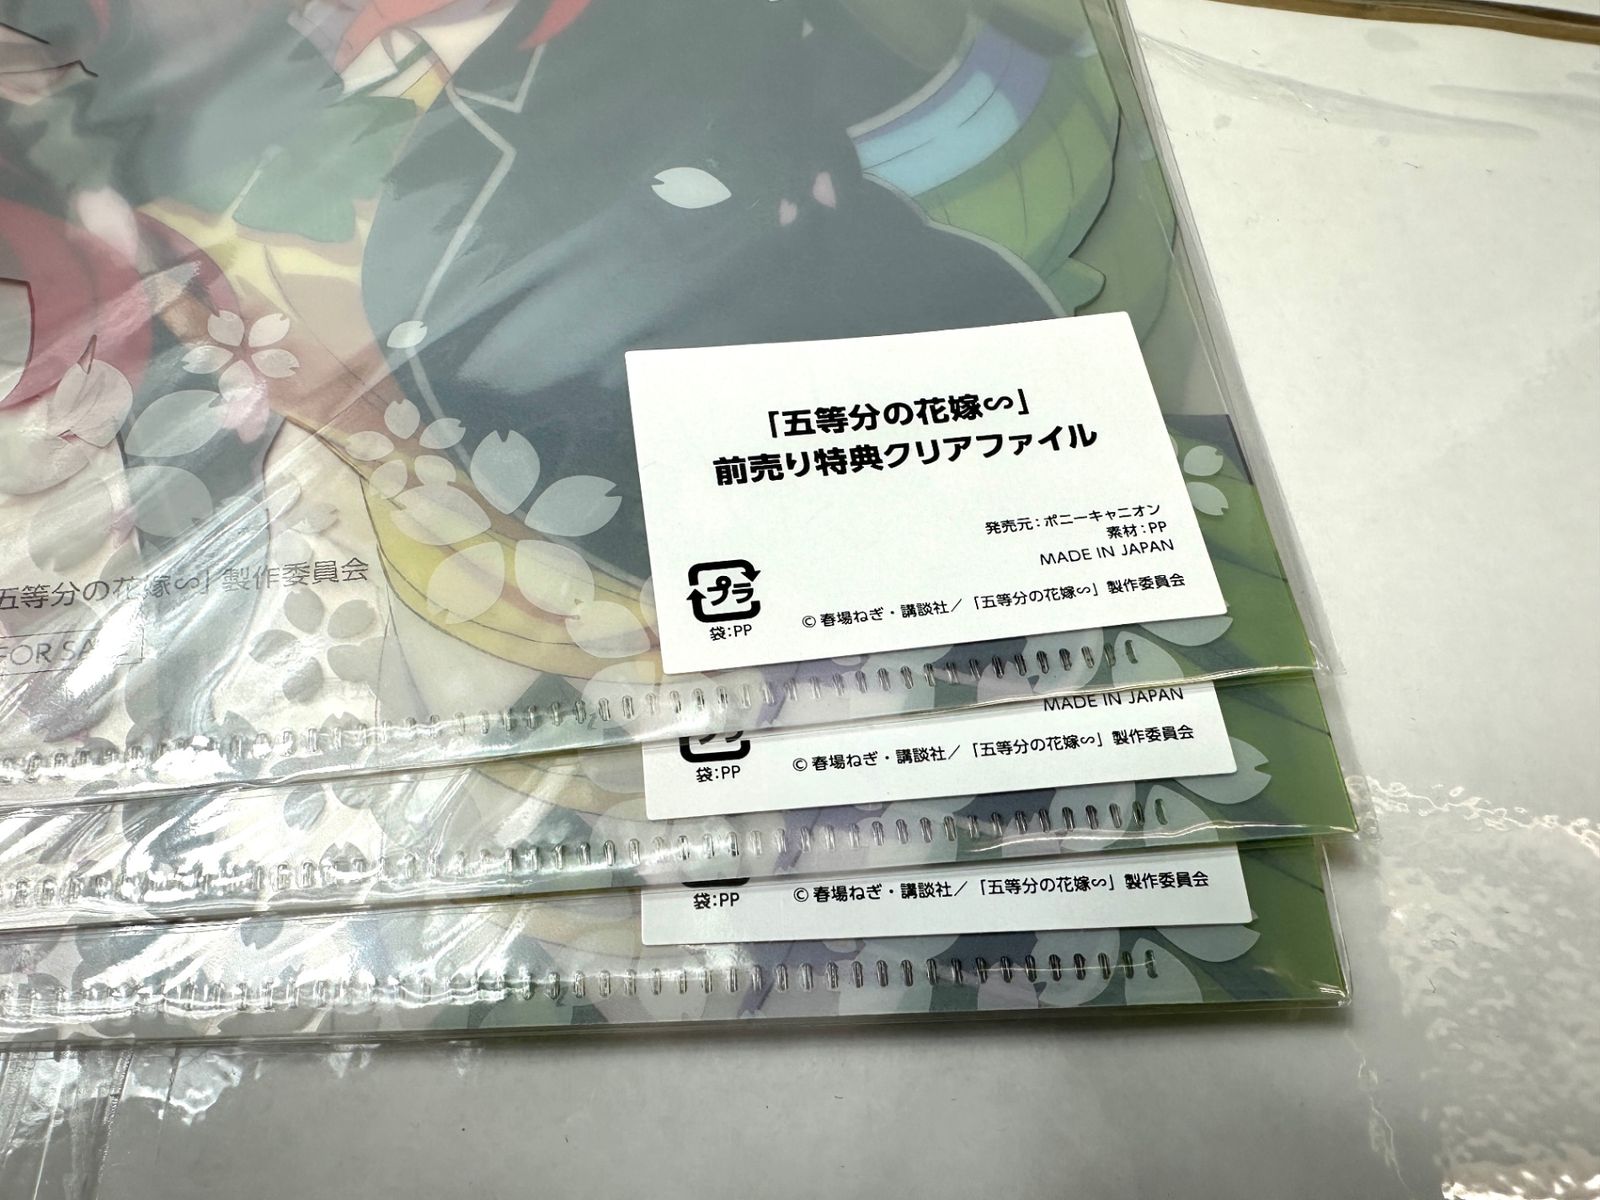 「五等分の花嫁∽」
前売り特典クリアファイル
発売元：ポニーキャニオン
素材：PP
MADE IN JAPAN
プラ
袋：PP
©春場ねぎ・講談社／「五等分の花嫁∽」製作委員会
五等分の花嫁∽」製作委員会
FOR SA
MADE IN JAPAN
プラ
袋：PP
©春場ねぎ・講談社／「五等分の花嫁∽」製作委員会
袋：PP
©春場ねぎ・講談社／「五等分の花嫁∽」製作委員会